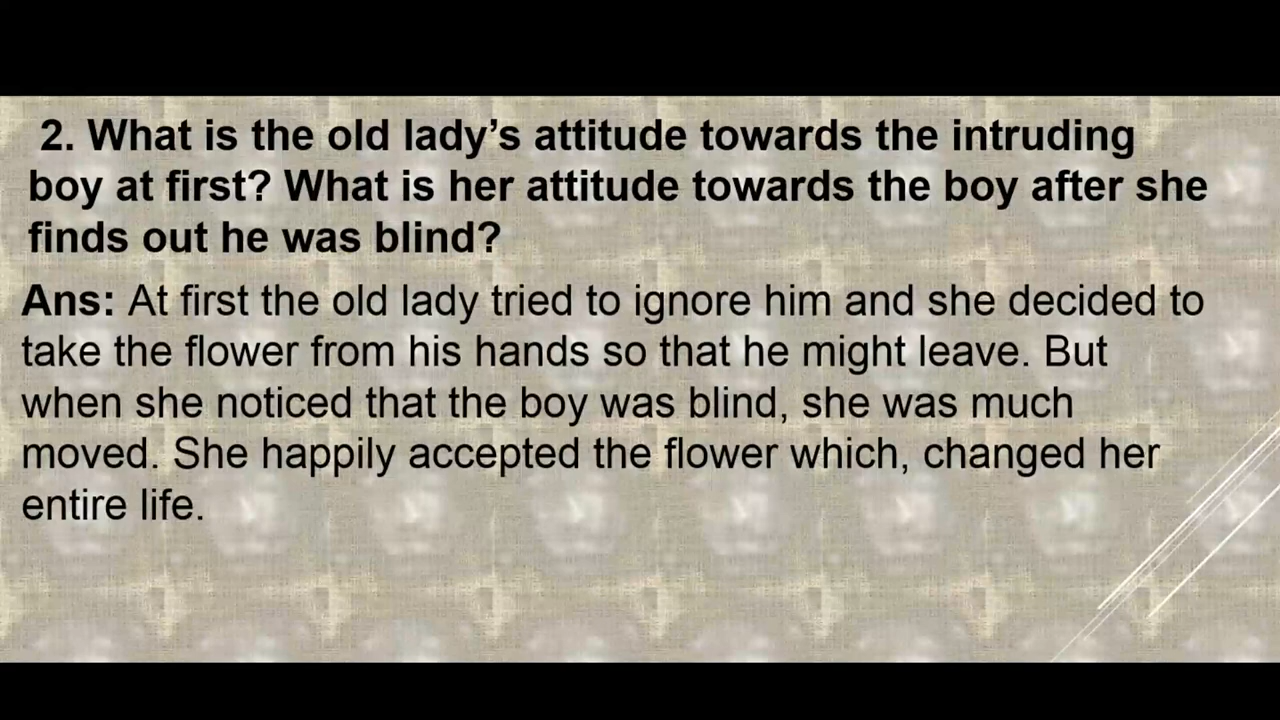 2. What is the old lady’s attitude towards the intruding
boy at first? What is her attitude towards the boy after she
finds out he was blind?
Ans: At first the old lady tried to ignore him and she decided to
take the flower from his hands so that he might leave. But
when she noticed that the boy was blind, she was much
moved. She happily accepted the flower which, changed her
entire life.